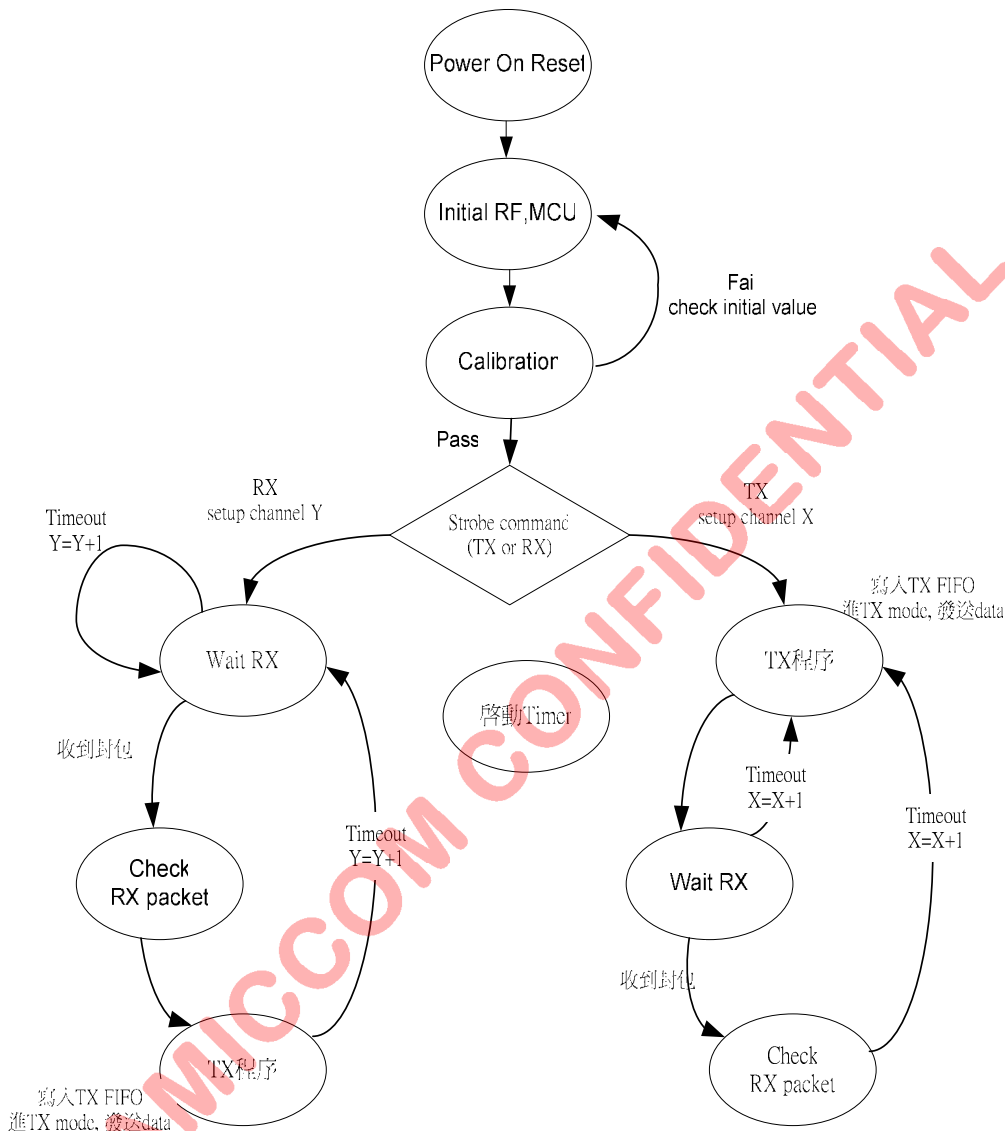 Power On Reset
Initial RF,MCU
Fai
check initial value
Calibration
Pass
RX
setup channel Y
TX
setup channel X
Strobe command
(TX or RX)
Timeout
Y=Y+1
寫入TX FIFO
進TX mode, 發送data
Wait RX
TX程序
啓動Timer
收到封包
Timeout
X=X+1
Timeout
X=X+1
Timeout
Y=Y+1
Check
RX packet
Wait RX
收到封包
TX程序
Check
RX packet
寫入TX FIFO
進TX mode, 發送data
AMICCOM CONFIDENTIAL